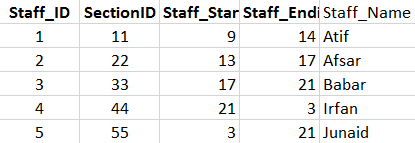 Staff_ID SectionID Staff_Star Staff_Endi Staff_Name
1 11 9 14 Atif
2 22 13 17 Afsar
3 33 17 21 Babar
4 44 21 3 Irfan
5 55 3 21 Junaid